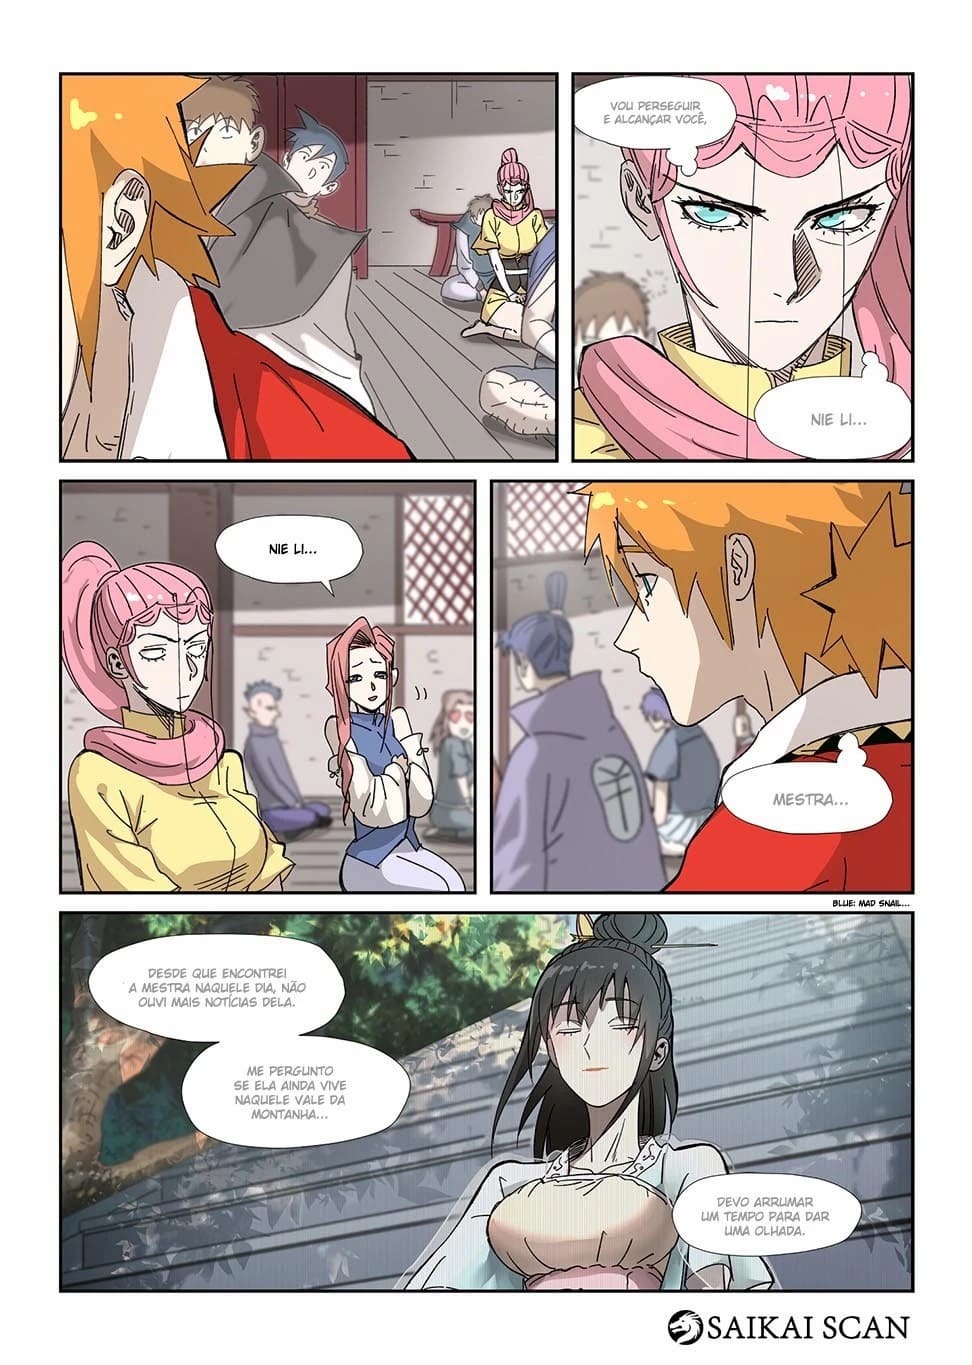 VOU PERSEGUIR
E ALCANÇAR VOCÊ,
NIE LI...
NIE LI...
MESTRA...
BLUE: MAD SNAIL...
DESDE QUE ENCONTREI
A MESTRA NAQUELE DIA, NÃO
OUVI MAIS NOTÍCIAS DELA.
ME PERGUNTO
SE ELA AINDA VIVE
NAQUELE VALE DA
MONTANHA...
DEVO ARRUMAR
UM TEMPO PARA DAR
UMA OLHADA.
SAIKAI SCAN